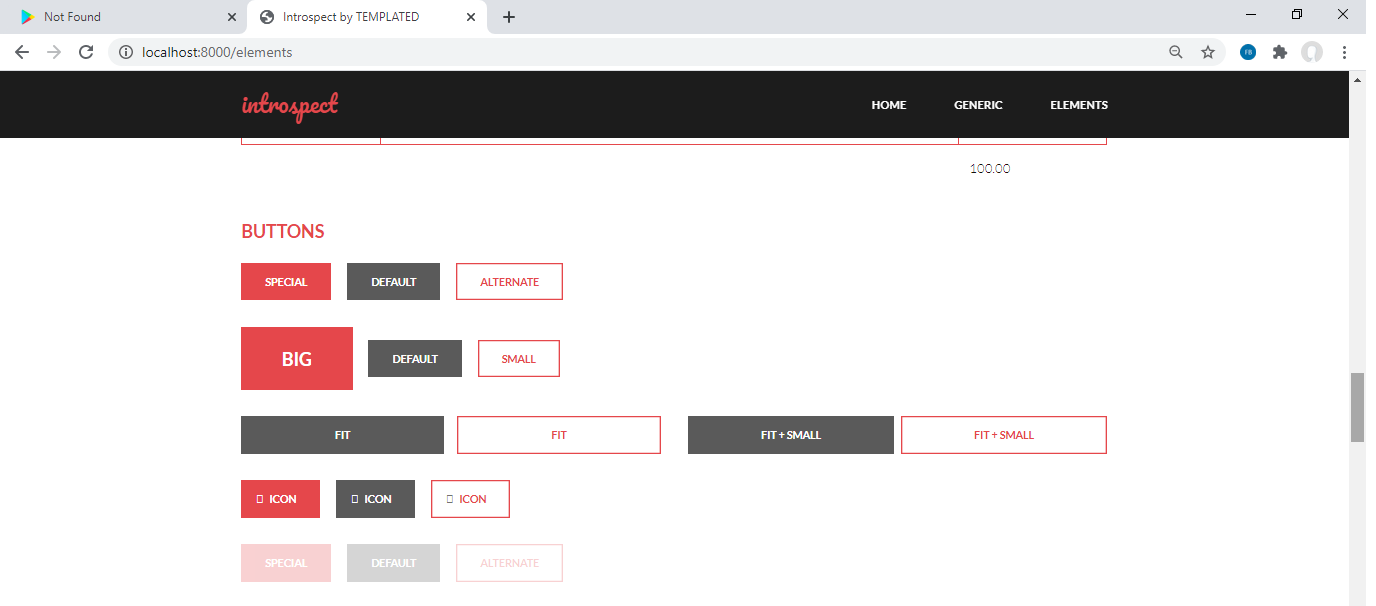 Not Found
Introspect by TEMPLATED
localhost:8000/elements
introspect
HOME GENERIC ELEMENTS
100.00
BUTTONS
SPECIAL DEFAULT ALTERNATE
BIG DEFAULT SMALL
FIT FIT FIT + SMALL FIT + SMALL
ICON ICON ICON
SPECIAL DEFAULT ALTERNATE